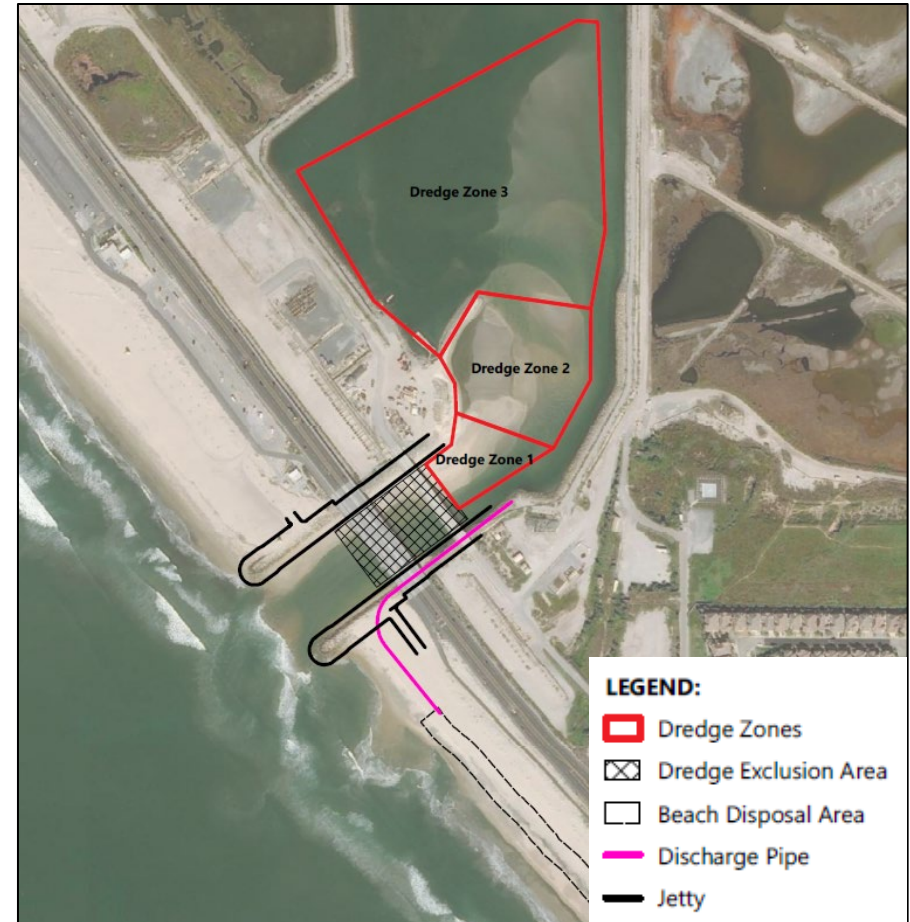 Dredge Zone 3
Dredge Zone 2
Dredge Zone 1
LEGEND:
Dredge Zones
Dredge Exclusion Area
Beach Disposal Area
Discharge Pipe
Jetty